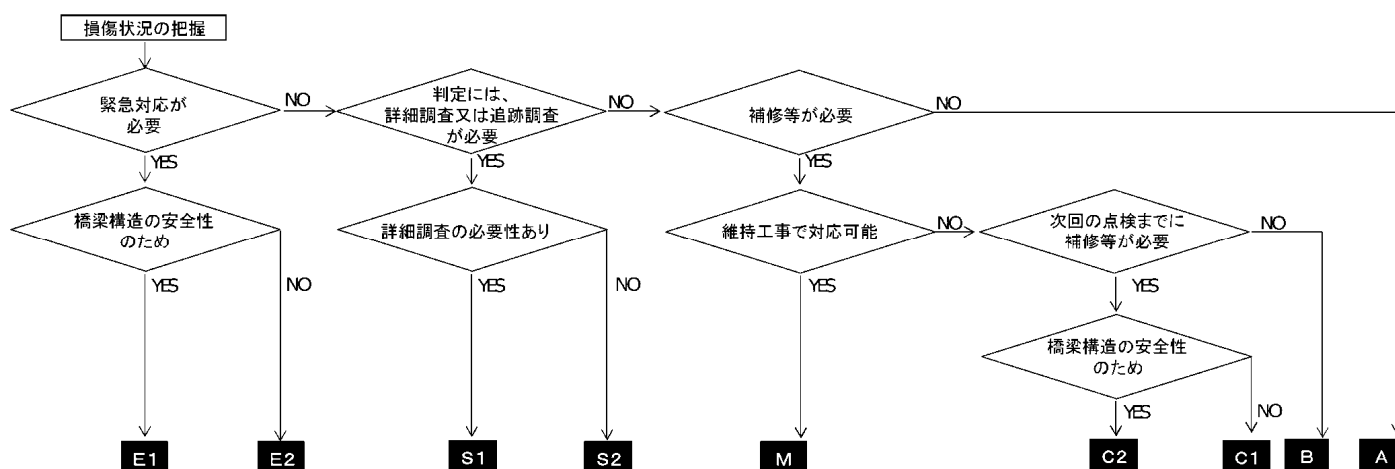 損傷状況の把握
緊急対応が
必要
NO
判定には、
詳細調査又は追跡調査
が必要
NO
補修等が必要
NO
YES
YES
YES
橋梁構造の安全性
のため
詳細調査の必要性あり
維持工事で対応可能
NO
次回の点検までに
補修等が必要
NO
YES
NO
YES
NO
YES
YES
橋梁構造の安全性
のため
YES
NO
E1
E2
S1
S2
M
C2
C1
B
A